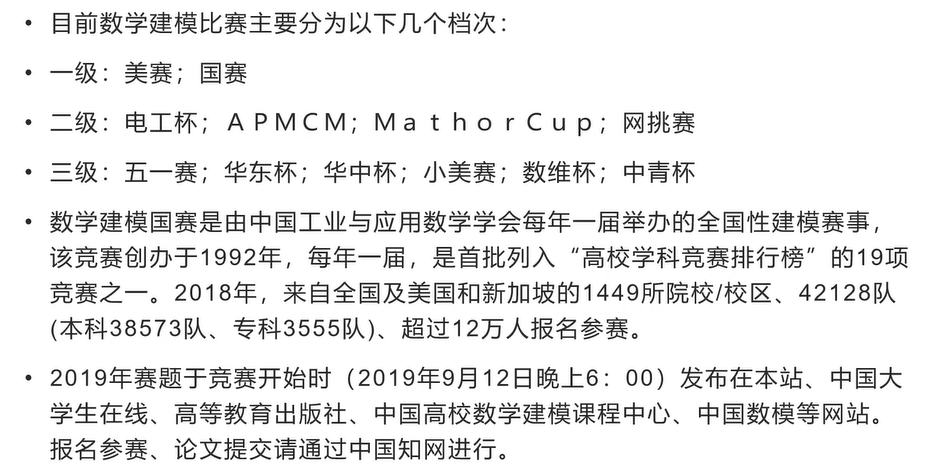 • 目前数学建模比赛主要分为以下几个档次：
• 一级：美赛；国赛
• 二级：电工杯；ＡＰＭＣＭ；ＭａｔｈｏｒＣｕｐ；网挑赛
• 三级：五一赛；华东杯；华中杯；小美赛；数维杯；中青杯
• 数学建模国赛是由中国工业与应用数学学会每年一届举办的全国性建模赛事，
该竞赛创办于1992年，每年一届，是首批列入“高校学科竞赛排行榜”的19项
竞赛之一。2018年，来自全国及美国和新加坡的1449所院校/校区、42128队
(本科38573队、专科3555队)、超过12万人报名参赛。
• 2019年赛题于竞赛开始时（2019年9月12日晚上6：00）发布在本站、中国大
学生在线、高等教育出版社、中国高校数学建模课程中心、中国数模等网站。
报名参赛、论文提交请通过中国知网进行。